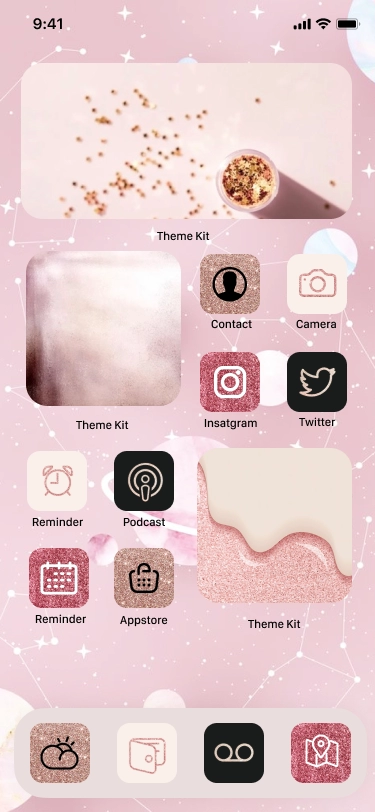 9:41
Theme Kit
Contact
Camera
Theme Kit
Insatgram
Twitter
Reminder
Podcast
Reminder
Appstore
Theme Kit